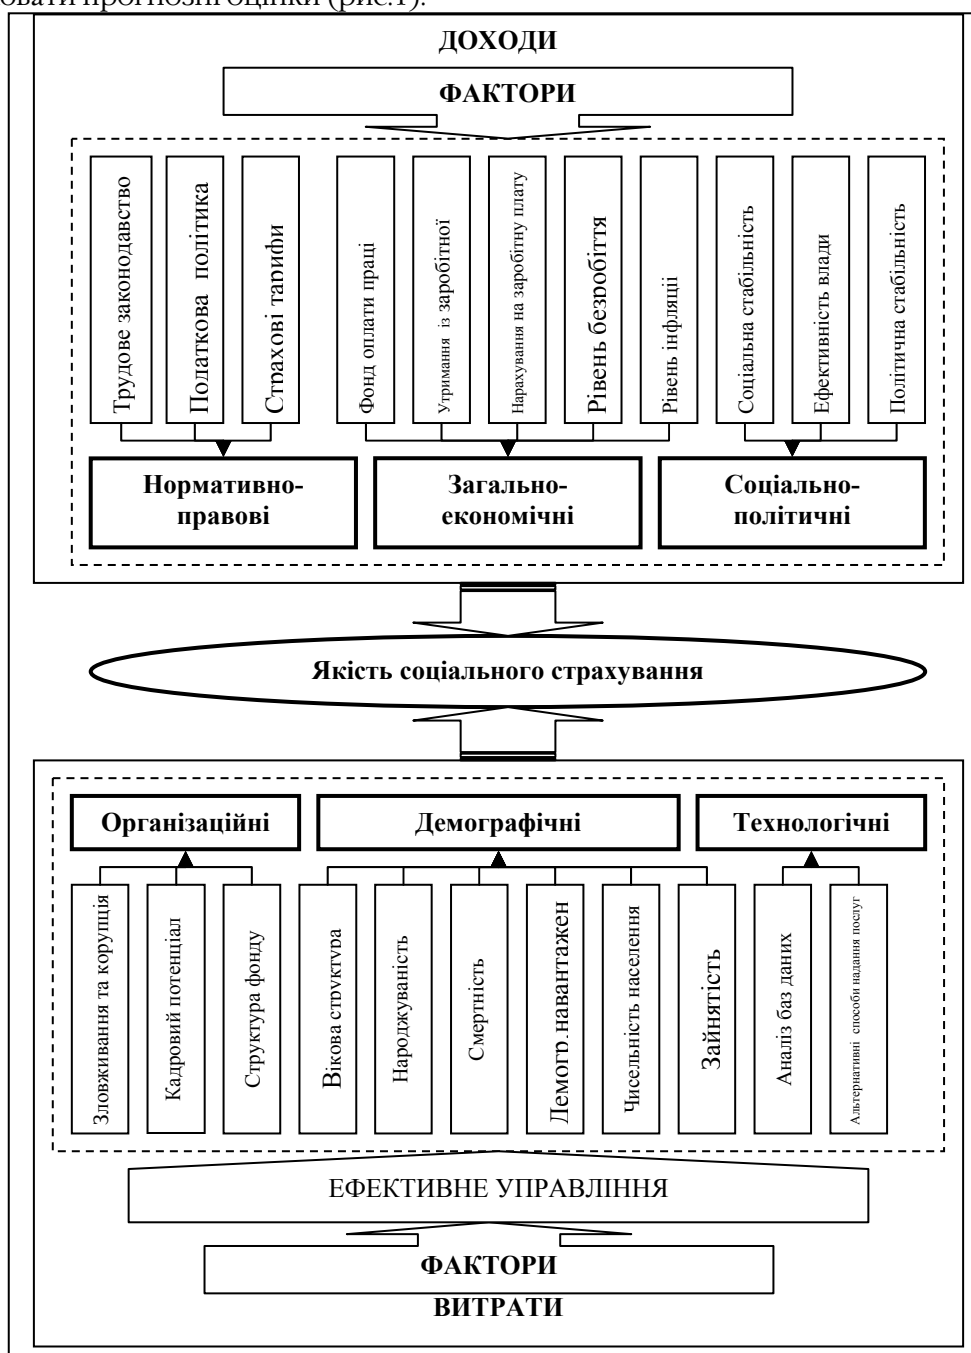 прогнозні оцінки (рис.1).
ДОХОДИ
ФАКТОРИ
Трудове законодавство
Податкова політика
Страхові тарифи
Фонд оплати праці
Утримання із заробітної
Нарахування на заробітну плату
Рівень безробіття
Рівень інфляції
Соціальна стабільність
Ефективність влади
Політична стабільність
Нормативно-
правові
Загально-
економічні
Соціально-
політичні
Якість соціального страхування
Організаційні
Демографічні
Технологічні
Зловживання та корупція
Кадровий потенціал
Структура фонду
Вікова структура
Народжуваність
Смертність
Демогр. навантажен
Чисельність населення
Зайнятість
Аналіз баз даних
Альтернативні способи надання послуг
ЕФЕКТИВНЕ УПРАВЛІННЯ
ФАКТОРИ
ВИТРАТИ